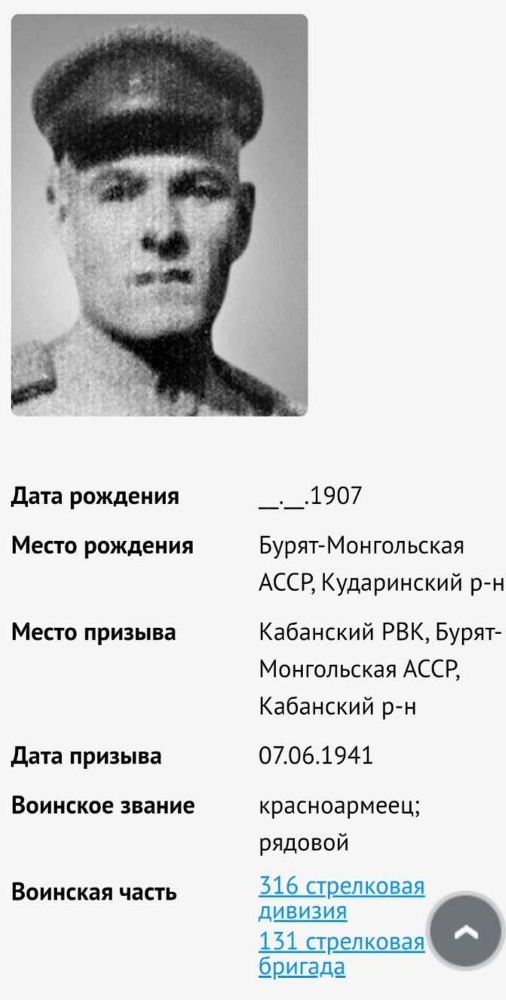 Дата рождения __.__.1907
Место рождения Бурят-Монгольская
АССР, Кударинский р-н
Место призыва Кабанский РВК, Бурят-
Монгольская АССР,
Кабанский р-н
Дата призыва 07.06.1941
Воинское звание красноармеец;
рядовой
Воинская часть 316 стрелковая
дивизия
131 стрелковая
бригада